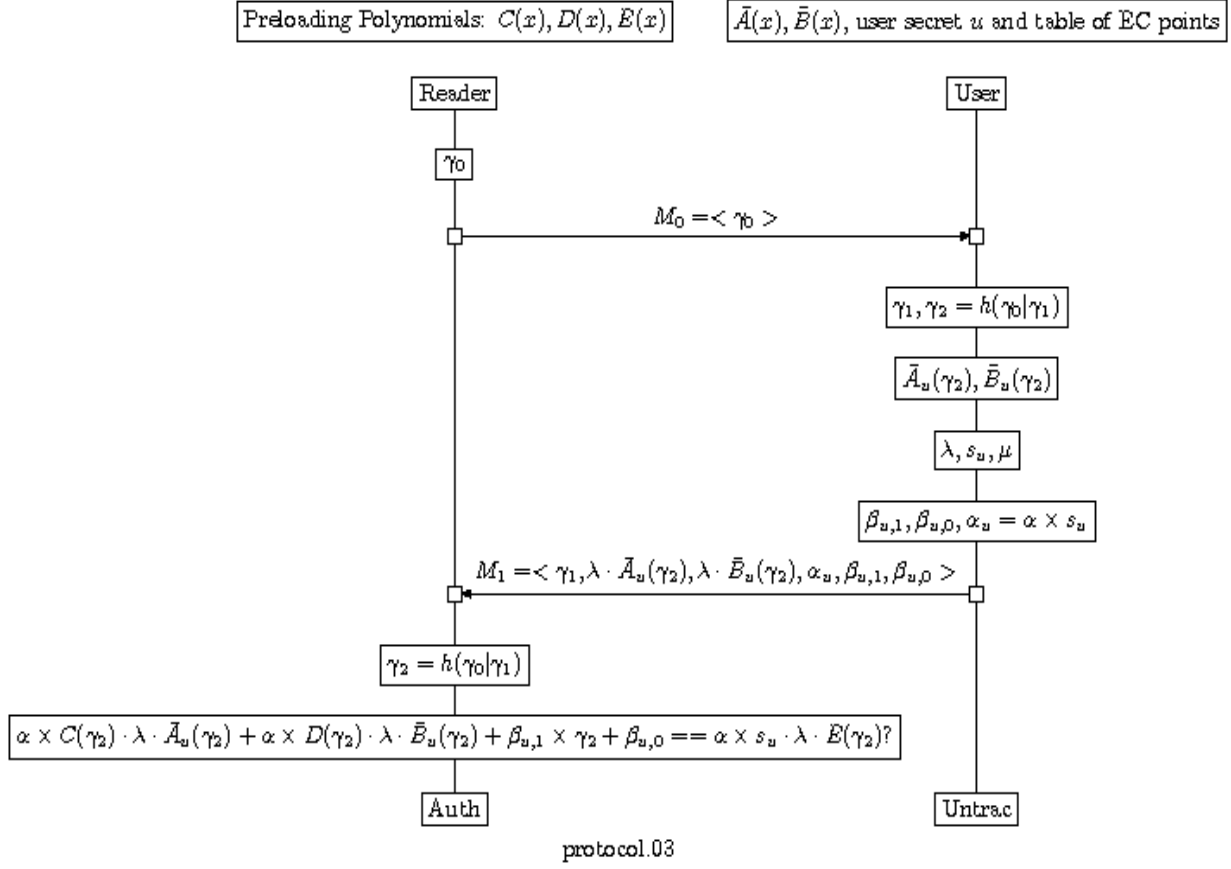 Preloading Polynomials: C(x), D(x), E(x)
Ā(x), B̄(x), user secret u and table of EC points
Reader
User
γ₀
M₀ =< γ₀ >
γ₁, γ₂ = h(γ₀|γ₁)
Āᵤ(γ₂), B̄ᵤ(γ₂)
λ, sᵤ, μ
βᵤ,₁, βᵤ,₀, αᵤ = α × sᵤ
M₁ =< γ₁, λ · Āᵤ(γ₂), λ · B̄ᵤ(γ₂), αᵤ, βᵤ,₁, βᵤ,₀ >
γ₂ = h(γ₀|γ₁)
α × C(γ₂) · λ · Āᵤ(γ₂) + α × D(γ₂) · λ · B̄ᵤ(γ₂) + βᵤ,₁ × γ₂ + βᵤ,₀ == α × sᵤ · λ · E(γ₂)?
Auth
Untrac
protocol.03